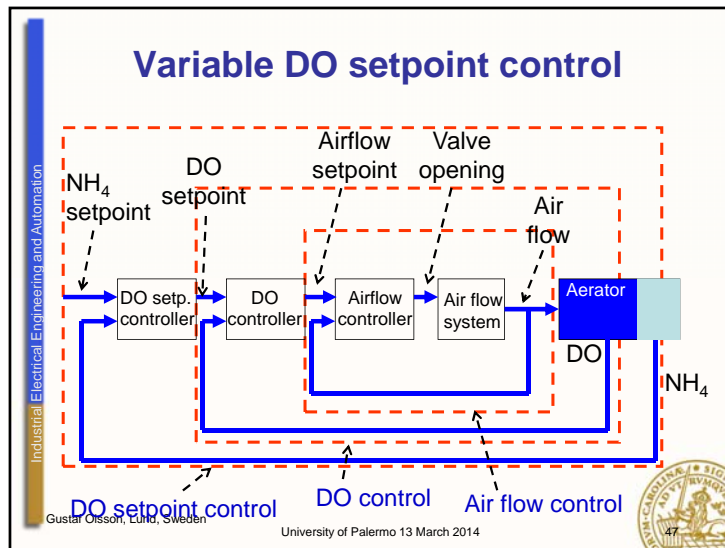 Variable DO setpoint control
Industrial Electrical Engineering and Automation
NH4
setpoint
DO
setpoint
Airflow
setpoint
Valve
opening
Air
flow
DO setp.
controller
DO
controller
Airflow
controller
Air flow
system
Aerator
DO
NH4
DO setpoint control
DO control
Air flow control
Gustaf Olsson, Lund, Sweden
University of Palermo 13 March 2014
47